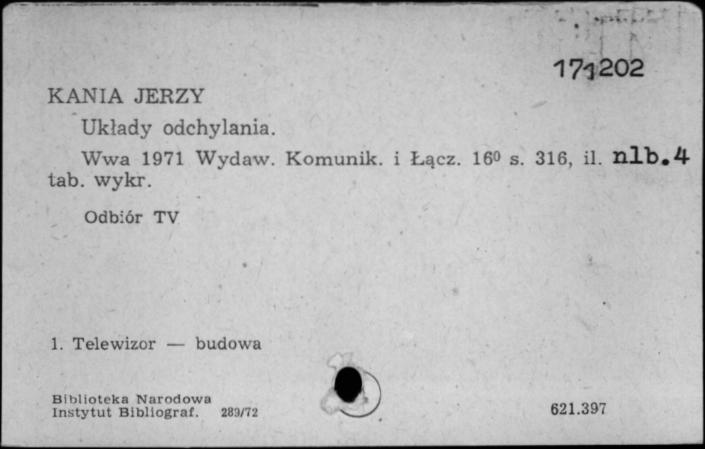 171202
KANIA JERZY
Układy odchylania.
Wwa 1971 Wydaw. Komunik. i Łącz. 16⁰ s. 316, il. nlb.4
tab. wykr.
Odbiór TV
1. Telewizor — budowa
Biblioteka Narodowa
Instytut Bibliograf. 289/72
621.397